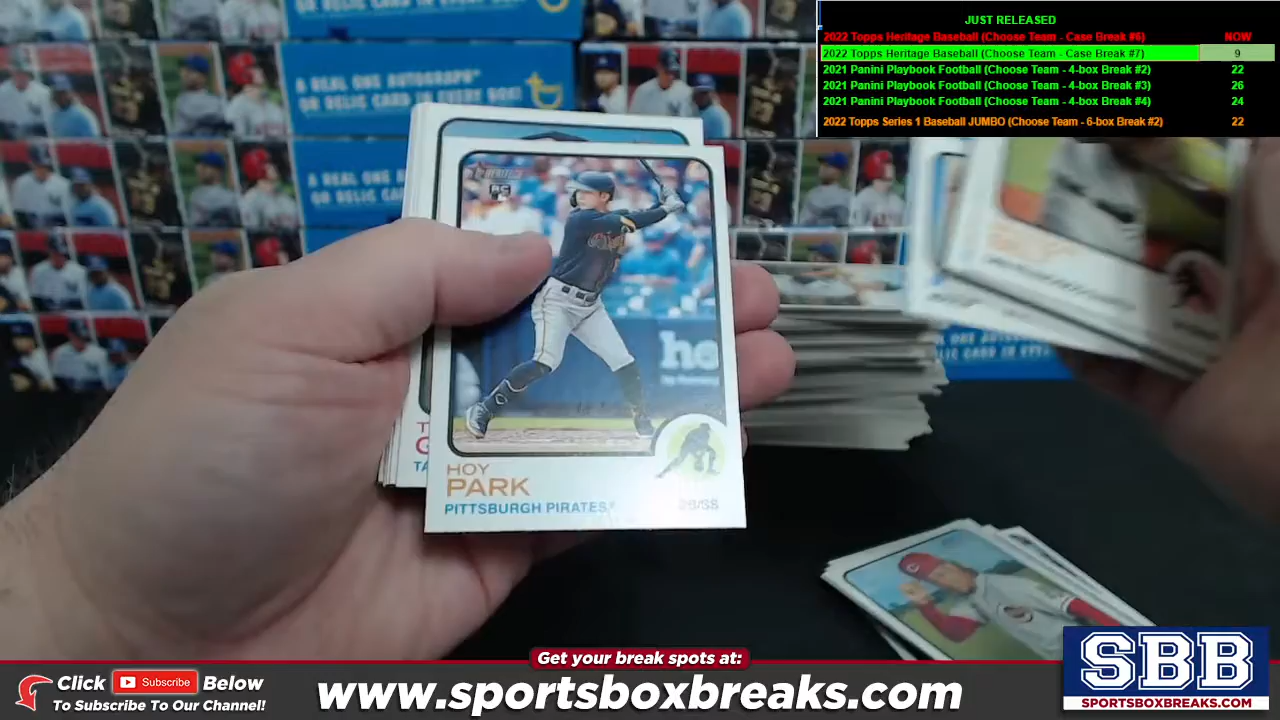 JUST RELEASED
2022 Topps Heritage Baseball (Choose Team - Case Break #6) NOW
2022 Topps Heritage Baseball (Choose Team - Case Break #7) 9
2021 Panini Playbook Football (Choose Team - 4-box Break #2) 22
2021 Panini Playbook Football (Choose Team - 4-box Break #3) 26
2021 Panini Playbook Football (Choose Team - 4-box Break #4) 24
2022 Topps Series 1 Baseball JUMBO (Choose Team - 6-box Break #2) 22
A REAL ONE AUTOGRAPH
OR RELIC CARD IN EVERY BOX!
HERITAGE
RC
HOY
PARK
PITTSBURGH PIRATES
2B/SS
Get your break spots at:
Click Subscribe Below
To Subscribe To Our Channel!
www.sportsboxbreaks.com
SBB
SPORTSBOXBREAKS.COM